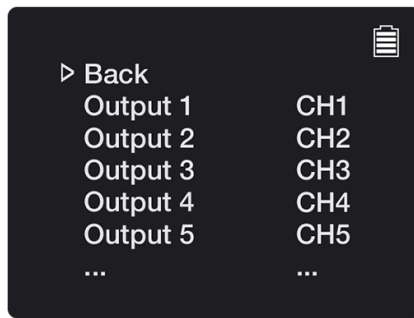 Back
Output 1 CH1
Output 2 CH2
Output 3 CH3
Output 4 CH4
Output 5 CH5
... ...